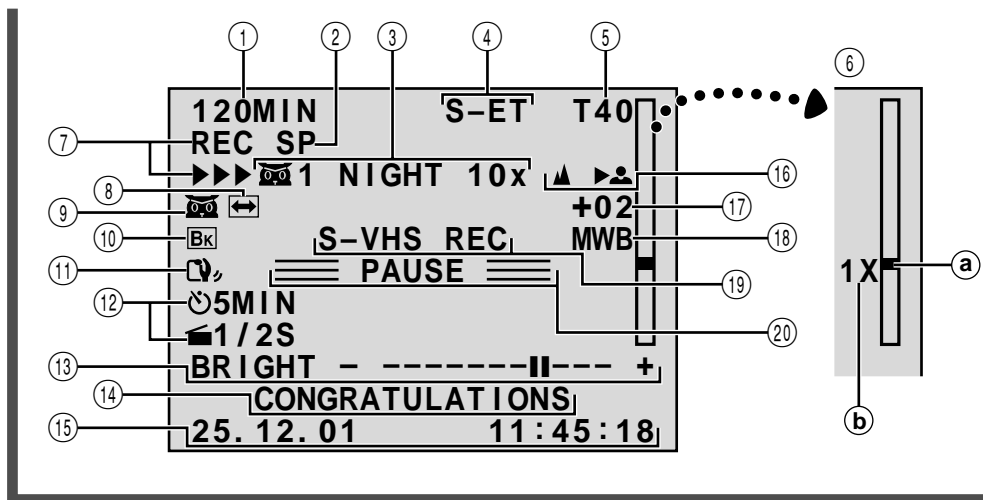 1 2 3 4 5 6
120MIN S–ET T40
7 REC SP
1 NIGHT 10x 16
8
9 +02 17
10 BK S–VHS REC MWB 18
11 PAUSE 19
1X a
12 5MIN
1/2S 20
13 BRIGHT – –––––––▮▮––– +
14 CONGRATULATIONS b
15 25.12.01 11:45:18